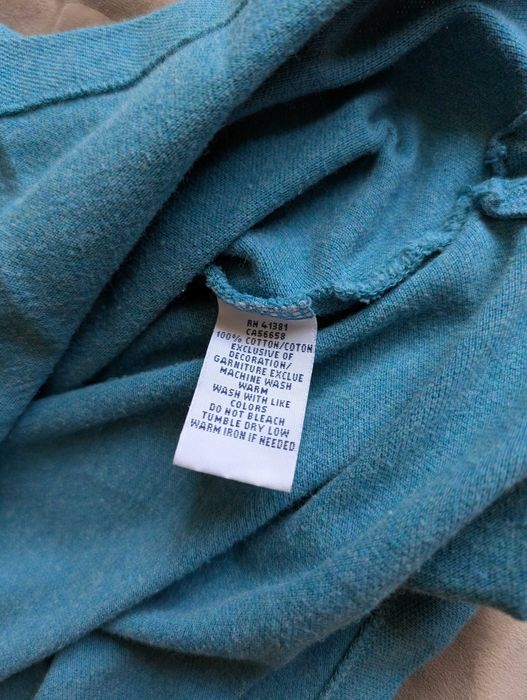 RN 41381
CA56658
100% COTTON/COTON
EXCLUSIVE OF
DECORATION/
GARNITURE EXCLUE
MACHINE WASH
WARM
WASH WITH LIKE
COLORS
DO NOT BLEACH
TUMBLE DRY LOW
WARM IRON IF NEEDED